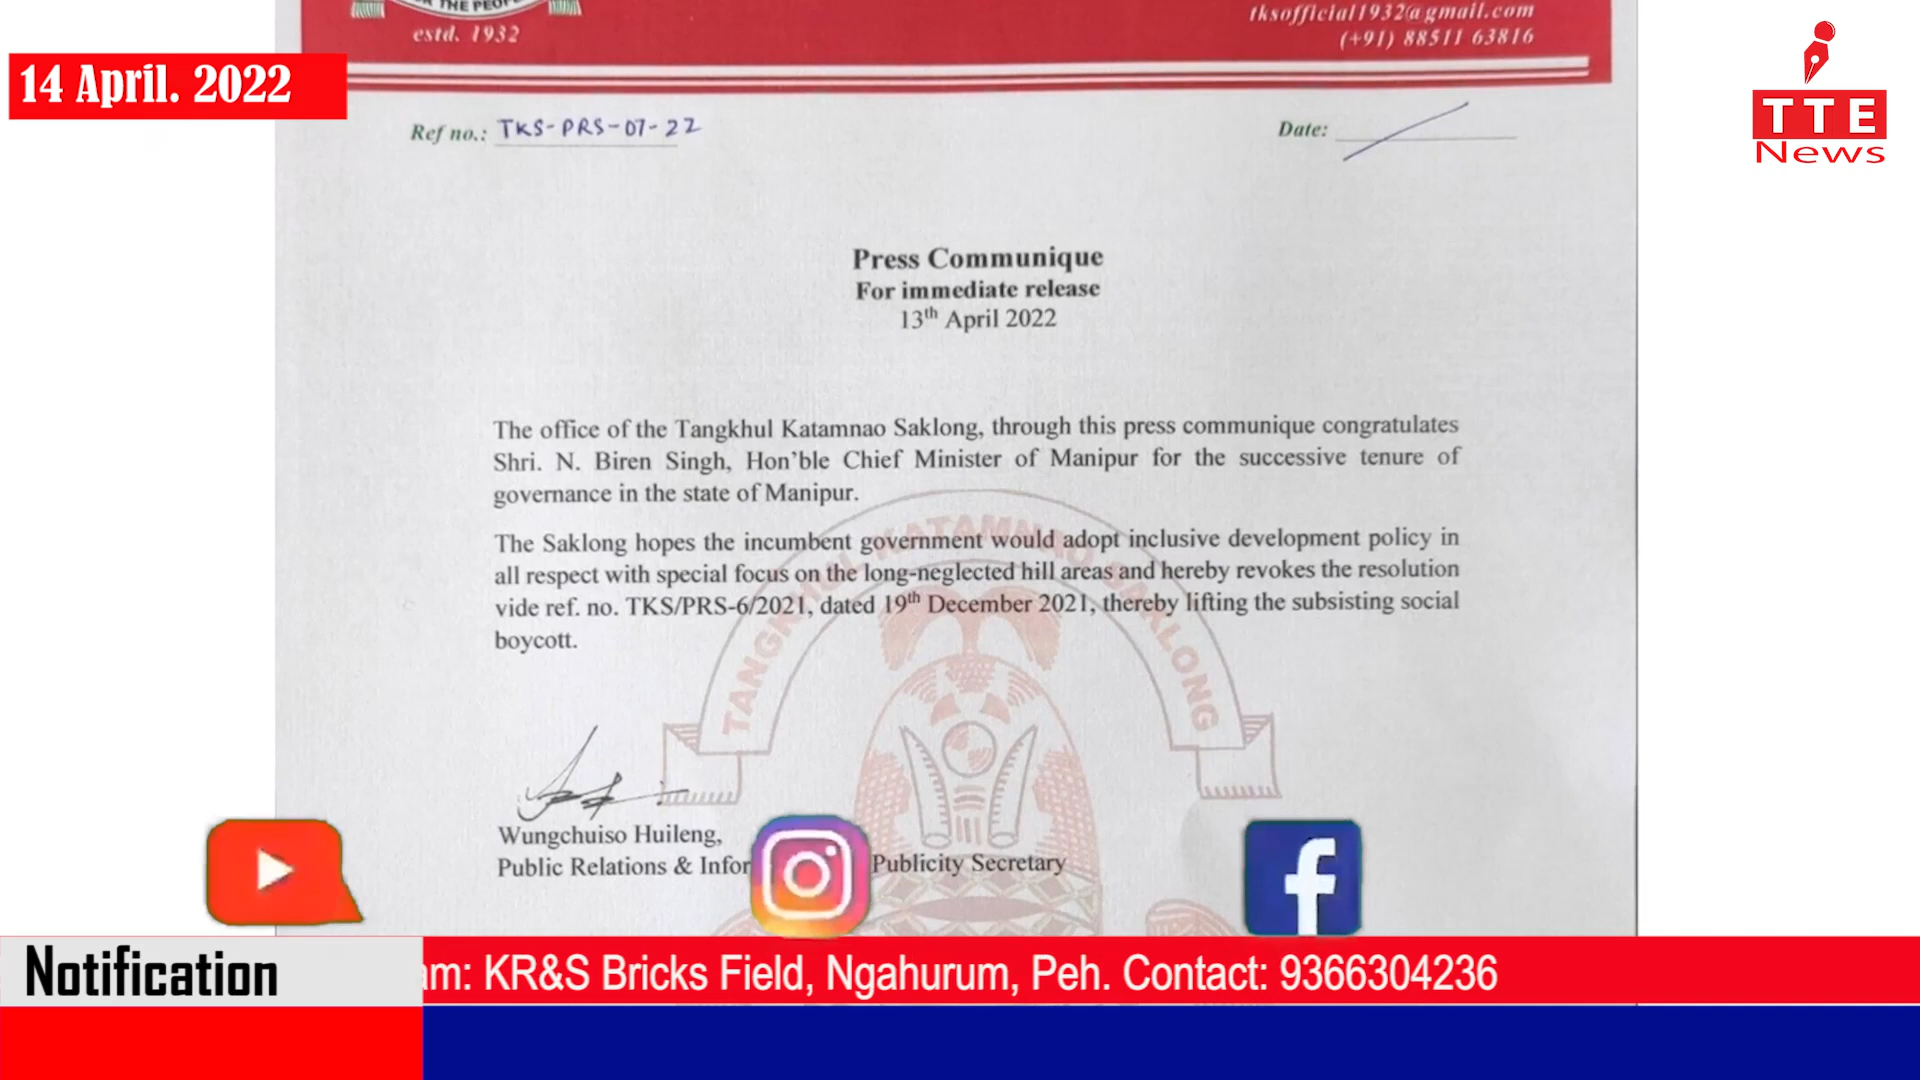 THE PEOP
estd. 1932
tksofficial1932@gmail.com
(+91) 88511 63816
14 April. 2022
TTE
News
Ref no.: TKS-PRS-07-22
Date:
Press Communique
For immediate release
13th April 2022
The office of the Tangkhul Katamnao Saklong, through this press communique congratulates
Shri. N. Biren Singh, Hon'ble Chief Minister of Manipur for the successive tenure of
governance in the state of Manipur.
The Saklong hopes the incumbent government would adopt inclusive development policy in
all respect with special focus on the long-neglected hill areas and hereby revokes the resolution
vide ref. no. TKS/PRS-6/2021, dated 19th December 2021, thereby lifting the subsisting social
boycott.
TANGKHUL KATAMNAO SAKLONG
Wungchuiso Huileng,
Public Relations & Infor Publicity Secretary
Notification
am: KR&S Bricks Field, Ngahurum, Peh. Contact: 9366304236